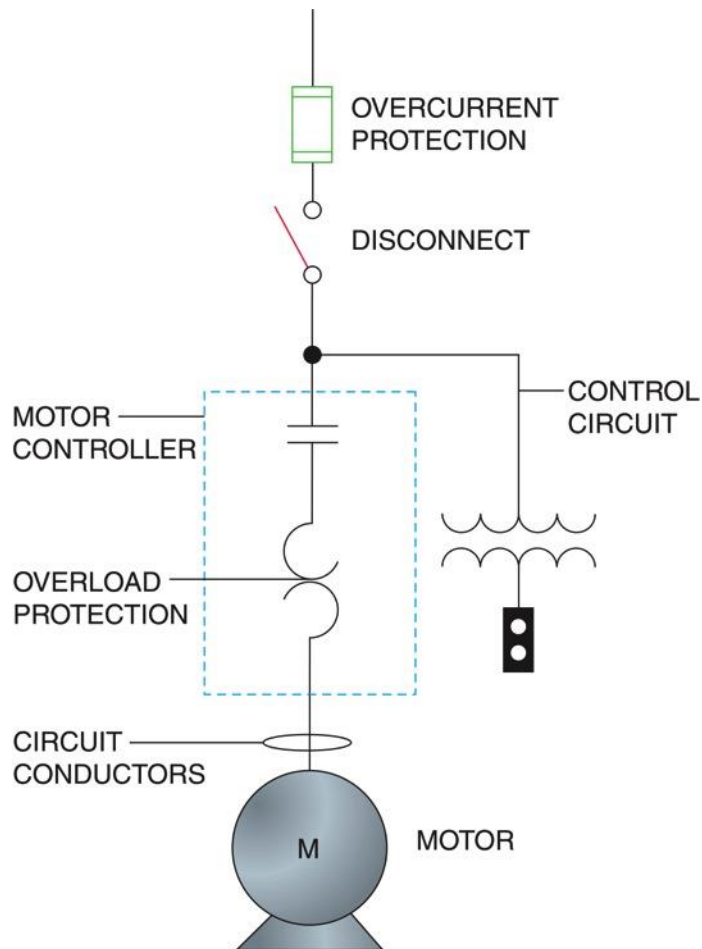 OVERCURRENT
PROTECTION
DISCONNECT
MOTOR
CONTROLLER
CONTROL
CIRCUIT
OVERLOAD
PROTECTION
CIRCUIT
CONDUCTORS
M
MOTOR